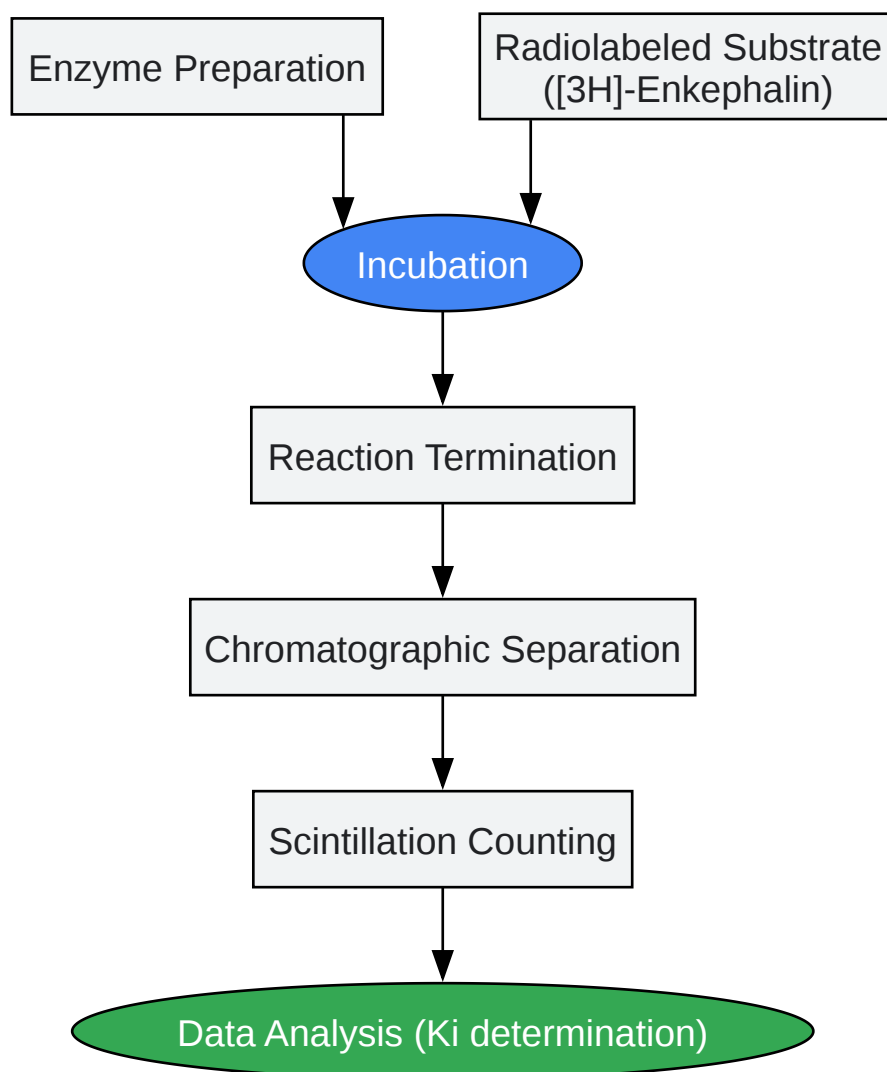 Enzyme Preparation
Radiolabeled Substrate
([3H]-Enkephalin)
Incubation
Reaction Termination
Chromatographic Separation
Scintillation Counting
Data Analysis (Ki determination)